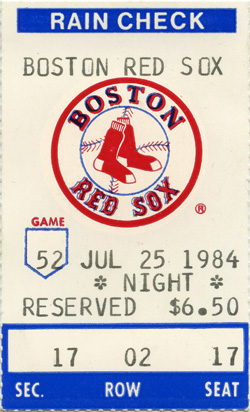 RAIN CHECK
BOSTON RED SOX
BOSTON
RED SOX
®
GAME
52 JUL 25 1984
* NIGHT *
RESERVED $6.50
17 02 17
SEC. ROW SEAT